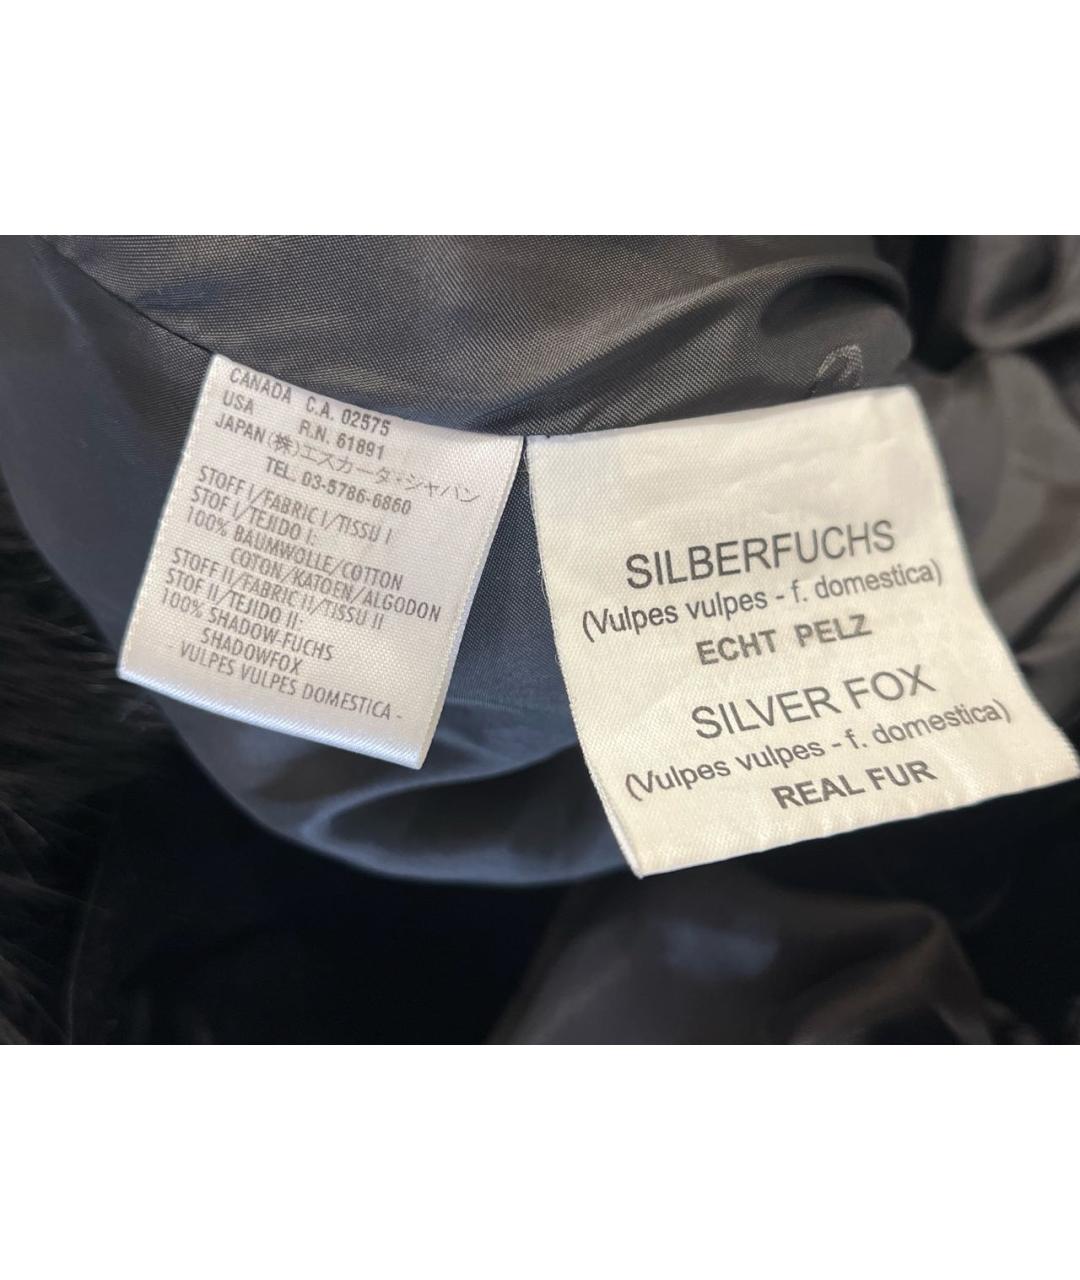 CANADA C.A. 02575
USA R.N. 61891
JAPAN (株)エスカーダ・ジャパン
TEL. 03-5786-6860
STOFF I/FABRIC I/TISSU I
STOF I/TEJIDO I:
100% BAUMWOLLE/COTTON
COTON/KATOEN/ALGODON
STOFF II/FABRIC II/TISSU II
STOF II/TEJIDO II:
100% SHADOW-FUCHS
SHADOWFOX
- VULPES VULPES DOMESTICA -
SILBERFUCHS
(Vulpes vulpes - f. domestica)
ECHT PELZ
SILVER FOX
(Vulpes vulpes - f. domestica)
REAL FUR